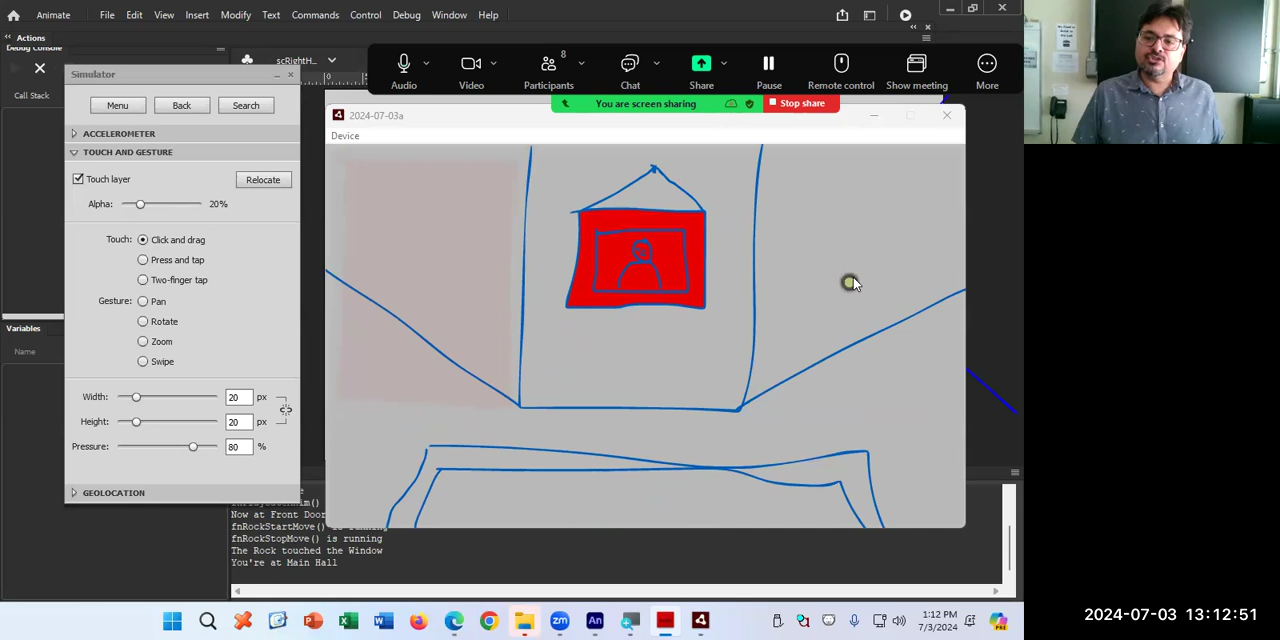 Animate File Edit View Insert Modify Text Commands Control Debug Window Help
Actions
Debug Console
scRightH...
Call Stack
Variables
Name
Simulator
Menu Back Search
ACCELEROMETER
TOUCH AND GESTURE
Touch layer Relocate
Alpha: 20%
Touch: Click and drag
Press and tap
Two-finger tap
Gesture: Pan
Rotate
Zoom
Swipe
Width: 20 px
Height: 20 px
Pressure: 80 %
GEOLOCATION
8
Audio Video Participants Chat Share Pause Remote control Show meeting More
You are screen sharing Stop share
2024-07-03a
Device
Now at Front Door
fnRockStartMove() is running
fnRockStopMove() is running
The Rock touched the Window
You're at Main Hall
1:12 PM
7/3/2024
2024-07-03 13:12:51